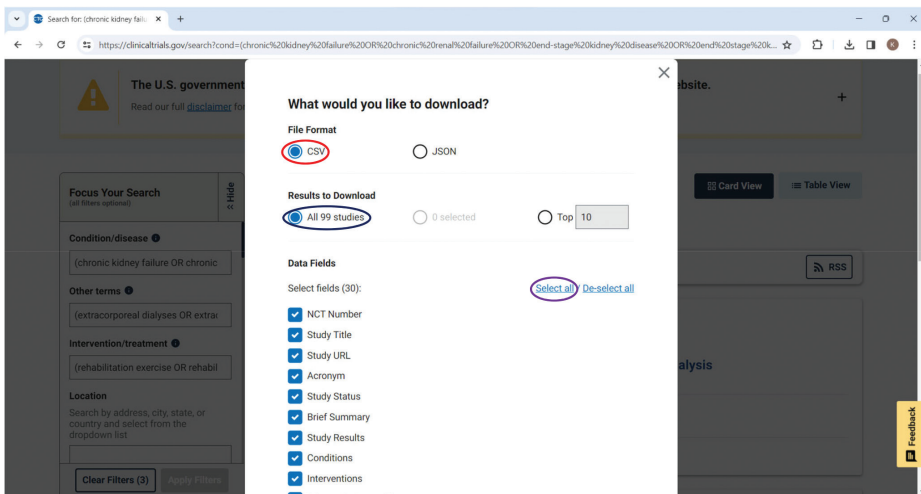 Search for: (chronic kidney fail
https://clinicaltrials.gov/search?cond=(chronic%20kidney%20failure%20OR%20chronic%20renal%20failure%20OR%20end-stage%20kidney%20disease%20OR%20end%20stage%20k...
K
The U.S. government
ebsite.
Read our full disclaimer for
What would you like to download?
File Format
CSV
JSON
Results to Download
All 99 studies
0 selected
Top 10
Data Fields
Select fields (30):
Select all / De-select all
NCT Number
Study Title
Study URL
Acronym
Study Status
Brief Summary
Study Results
Conditions
Interventions
Focus Your Search
(all filters optional)
Hide
Condition/disease
(chronic kidney failure OR chronic
Other terms
(extracorporeal dialyses OR extrac
Intervention/treatment
(rehabilitation exercise OR rehabil
Location
Search by address, city, state, or
country and select from the
dropdown list
Clear Filters (3)
Apply Filters
Card View
Table View
RSS
alysis
Feedback